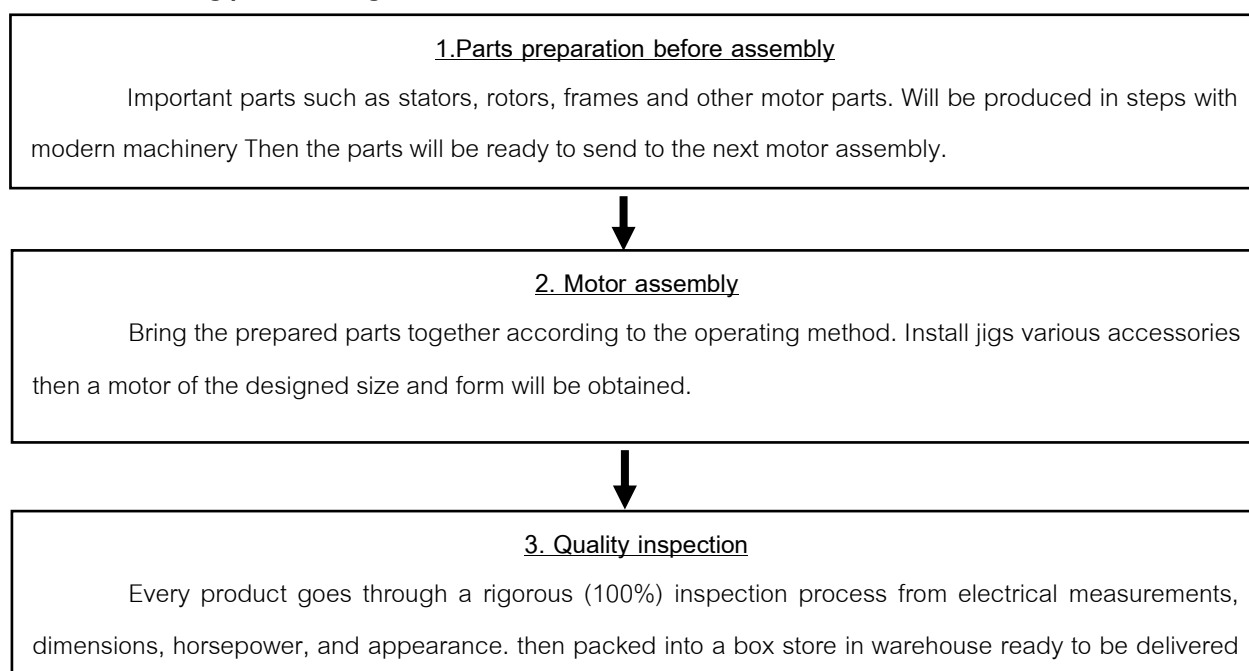 1.Parts preparation before assembly
Important parts such as stators, rotors, frames and other motor parts. Will be produced in steps with
modern machinery Then the parts will be ready to send to the next motor assembly.
2. Motor assembly
Bring the prepared parts together according to the operating method. Install jigs various accessories
then a motor of the designed size and form will be obtained.
3. Quality inspection
Every product goes through a rigorous (100%) inspection process from electrical measurements,
dimensions, horsepower, and appearance. then packed into a box store in warehouse ready to be delivered